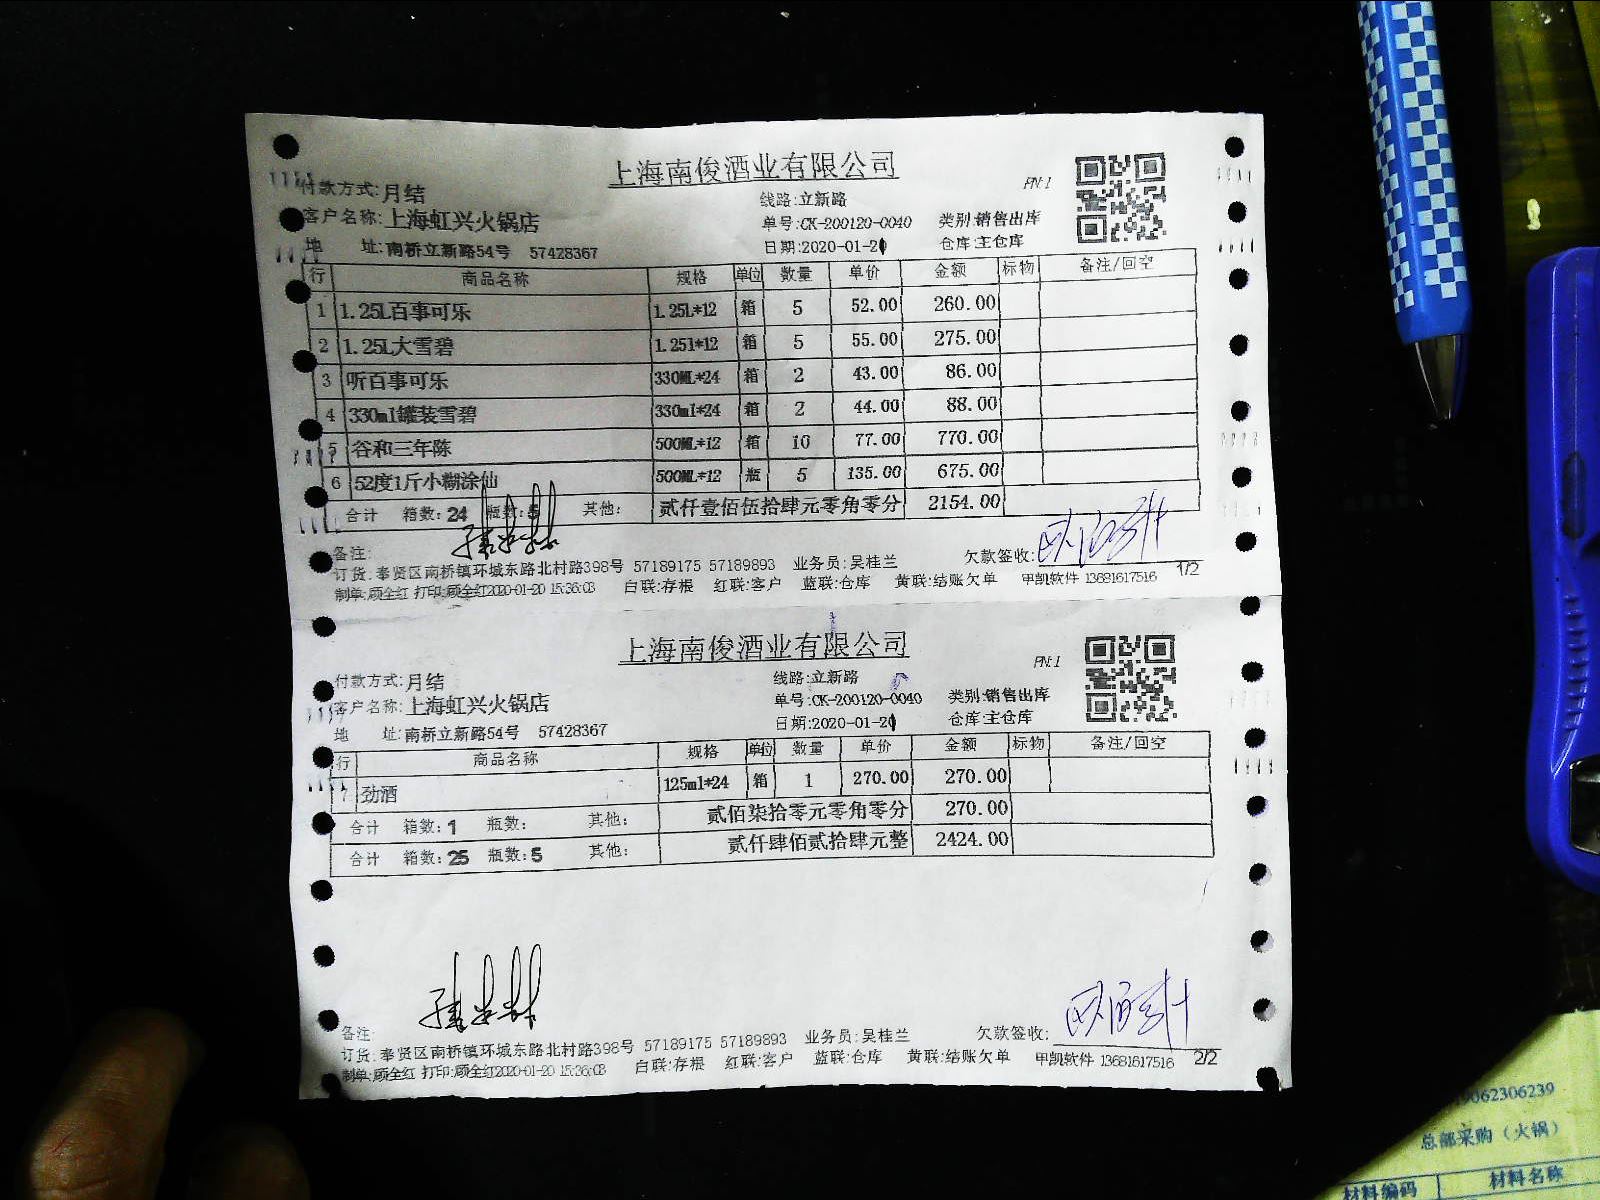 上海南俊酒业有限公司
付款方式:月结 线路:立新路 PN:1
客户名称:上海虹兴火锅店 单号:CK-200120-0040 类别:销售出库
地 址:南桥立新路54号 57428367 日期:2020-01-2 仓库:主仓库
行 商品名称 规格 单位 数量 单价 金额 标物 备注/回空
1 1.25L百事可乐 1.25L*12 箱 5 52.00 260.00
2 1.25L大雪碧 1.25l*12 箱 5 55.00 275.00
3 听百事可乐 330ML*24 箱 2 43.00 86.00
4 330ml罐装雪碧 330ml*24 箱 2 44.00 88.00
5 谷和三年陈 500ML*12 箱 10 77.00 770.00
6 52度1斤小糊涂仙 500ML*12 瓶 5 135.00 675.00
合计 箱数:24 瓶数:5 其他: 贰仟壹佰伍拾肆元零角零分 2154.00
备注: 欠款签收:
订货:奉贤区南桥镇环城东路北村路398号 57189175 57189893 业务员:吴桂兰
制单:顾全红 打印:顾全红2020-01-20 15:36:03 白联:存根 红联:客户 蓝联:仓库 黄联:结账欠单 甲凯软件 13681617516 1/2
上海南俊酒业有限公司
付款方式:月结 线路:立新路 PN:1
客户名称:上海虹兴火锅店 单号:CK-200120-0040 类别:销售出库
地 址:南桥立新路54号 57428367 日期:2020-01-2 仓库:主仓库
行 商品名称 规格 单位 数量 单价 金额 标物 备注/回空
7 劲酒 125ml*24 箱 1 270.00 270.00
合计 箱数:1 瓶数: 其他: 贰佰柒拾零元零角零分 270.00
合计 箱数:25 瓶数:5 其他: 贰仟肆佰贰拾肆元整 2424.00
备注: 欠款签收:
订货:奉贤区南桥镇环城东路北村路398号 57189175 57189893 业务员:吴桂兰
制单:顾全红 打印:顾全红2020-01-20 15:36:03 白联:存根 红联:客户 蓝联:仓库 黄联:结账欠单 甲凯软件 13681617516 2/2
9062306239
总部采购（火锅）
材料编码 材料名称